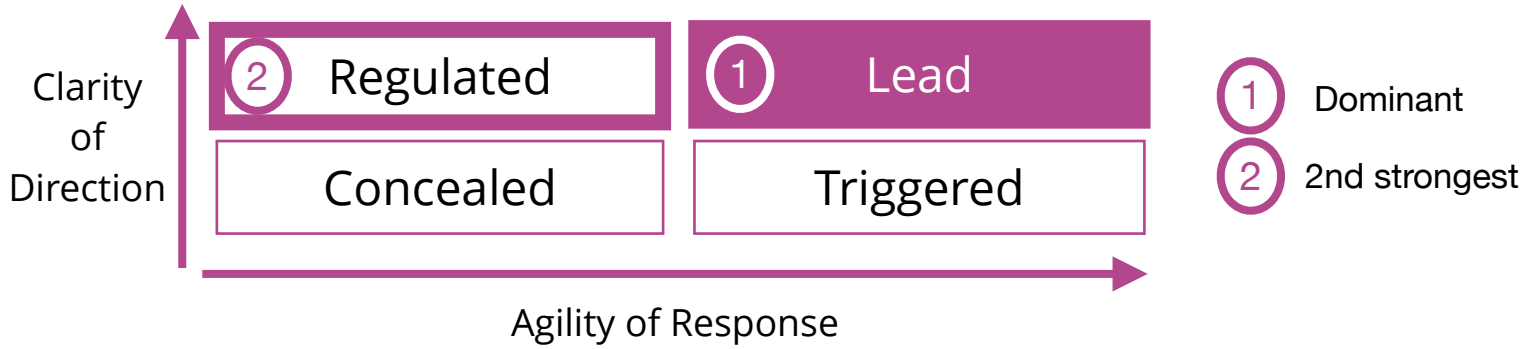 Clarity
of
Direction
2 Regulated
1 Lead
Concealed
Triggered
Agility of Response
1 Dominant
2 2nd strongest